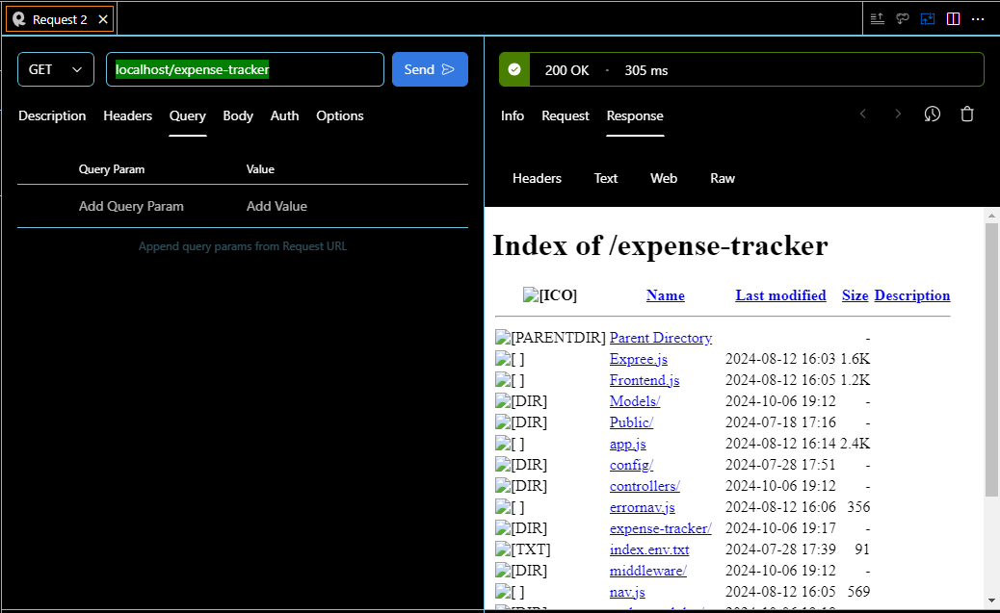 Request 2
GET
localhost/expense-tracker
Send
Description Headers Query Body Auth Options
Query Param Value
Add Query Param Add Value
Append query params from Request URL
200 OK · 305 ms
Info Request Response
Headers Text Web Raw
Index of /expense-tracker
[ICO] Name Last modified Size Description
[PARENTDIR] Parent Directory -
[ ] Expree.js 2024-08-12 16:03 1.6K
[ ] Frontend.js 2024-08-12 16:05 1.2K
[DIR] Models/ 2024-10-06 19:12 -
[DIR] Public/ 2024-07-18 17:16 -
[ ] app.js 2024-08-12 16:14 2.4K
[DIR] config/ 2024-07-28 17:51 -
[DIR] controllers/ 2024-10-06 19:12 -
[ ] errornav.js 2024-08-12 16:06 356
[DIR] expense-tracker/ 2024-10-06 19:17 -
[TXT] index.env.txt 2024-07-28 17:39 91
[DIR] middleware/ 2024-10-06 19:12 -
[ ] nav.js 2024-08-12 16:05 569